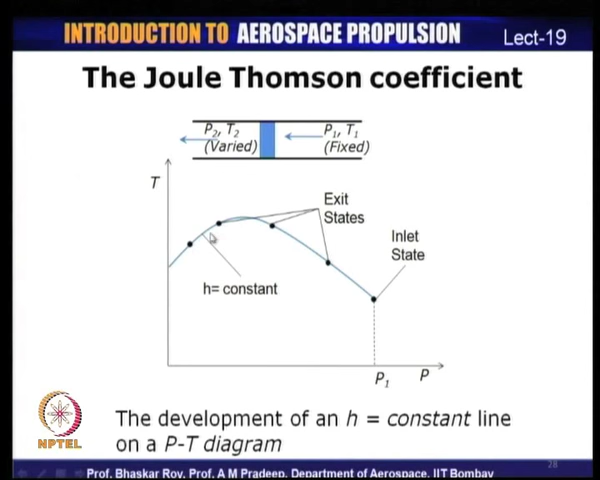 INTRODUCTION TO AEROSPACE PROPULSION
Lect-19
The Joule Thomson coefficient
P2, T2
(Varied)
P1, T1
(Fixed)
T
Exit
States
Inlet
State
h= constant
P1
P
The development of an h = constant line
on a P-T diagram
NPTEL
28
Prof. Bhaskar Roy, Prof. A M Pradeep, Department of Aerospace, IIT Bombay